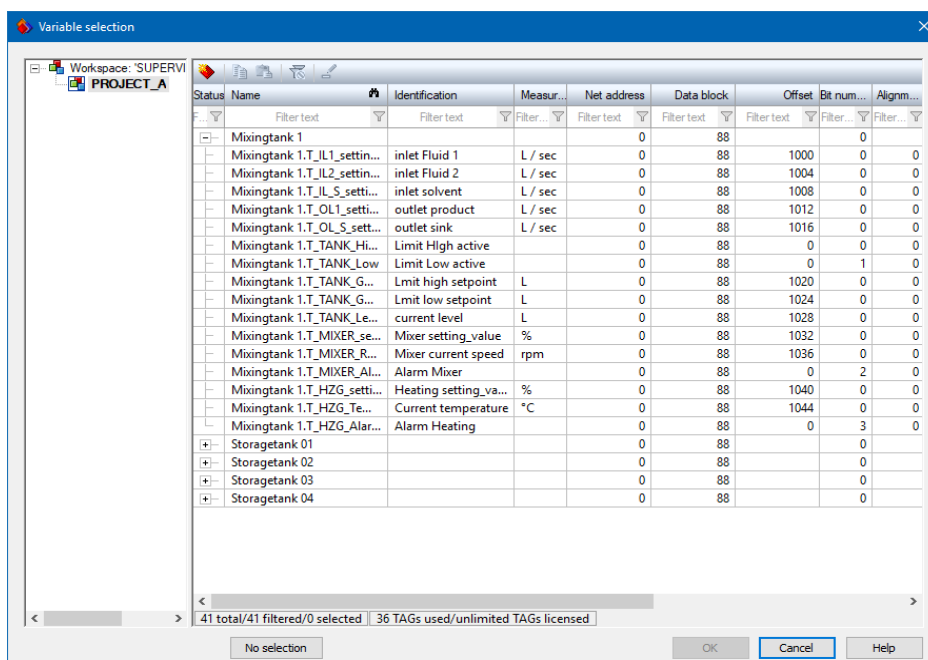 Variable selection
Workspace: 'SUPERVI
PROJECT_A
Status Name Identification Measur... Net address Data block Offset Bit num... Alignm...
F... Filter text Filter text Filter... Filter text Filter text Filter text Filter... Filter...
Mixingtank 1 0 88 0
Mixingtank 1.T_IL1_settin... inlet Fluid 1 L / sec 0 88 1000 0 0
Mixingtank 1.T_IL2_settin... inlet Fluid 2 L / sec 0 88 1004 0 0
Mixingtank 1.T_IL_S_setti... inlet solvent L / sec 0 88 1008 0 0
Mixingtank 1.T_OL1_setti... outlet product L / sec 0 88 1012 0 0
Mixingtank 1.T_OL_S_sett... outlet sink L / sec 0 88 1016 0 0
Mixingtank 1.T_TANK_Hi... Limit HIgh active 0 88 0 0 0
Mixingtank 1.T_TANK_Low Limit Low active 0 88 0 1 0
Mixingtank 1.T_TANK_G... Lmit high setpoint L 0 88 1020 0 0
Mixingtank 1.T_TANK_G... Lmit low setpoint L 0 88 1024 0 0
Mixingtank 1.T_TANK_Le... current level L 0 88 1028 0 0
Mixingtank 1.T_MIXER_se... Mixer setting_value % 0 88 1032 0 0
Mixingtank 1.T_MIXER_R... Mixer current speed rpm 0 88 1036 0 0
Mixingtank 1.T_MIXER_Al... Alarm Mixer 0 88 0 2 0
Mixingtank 1.T_HZG_setti... Heating setting_va... % 0 88 1040 0 0
Mixingtank 1.T_HZG_Te... Current temperature °C 0 88 1044 0 0
Mixingtank 1.T_HZG_Alar... Alarm Heating 0 88 0 3 0
Storagetank 01 0 88 0
Storagetank 02 0 88 0
Storagetank 03 0 88 0
Storagetank 04 0 88 0
41 total/41 filtered/0 selected 36 TAGs used/unlimited TAGs licensed
No selection OK Cancel Help